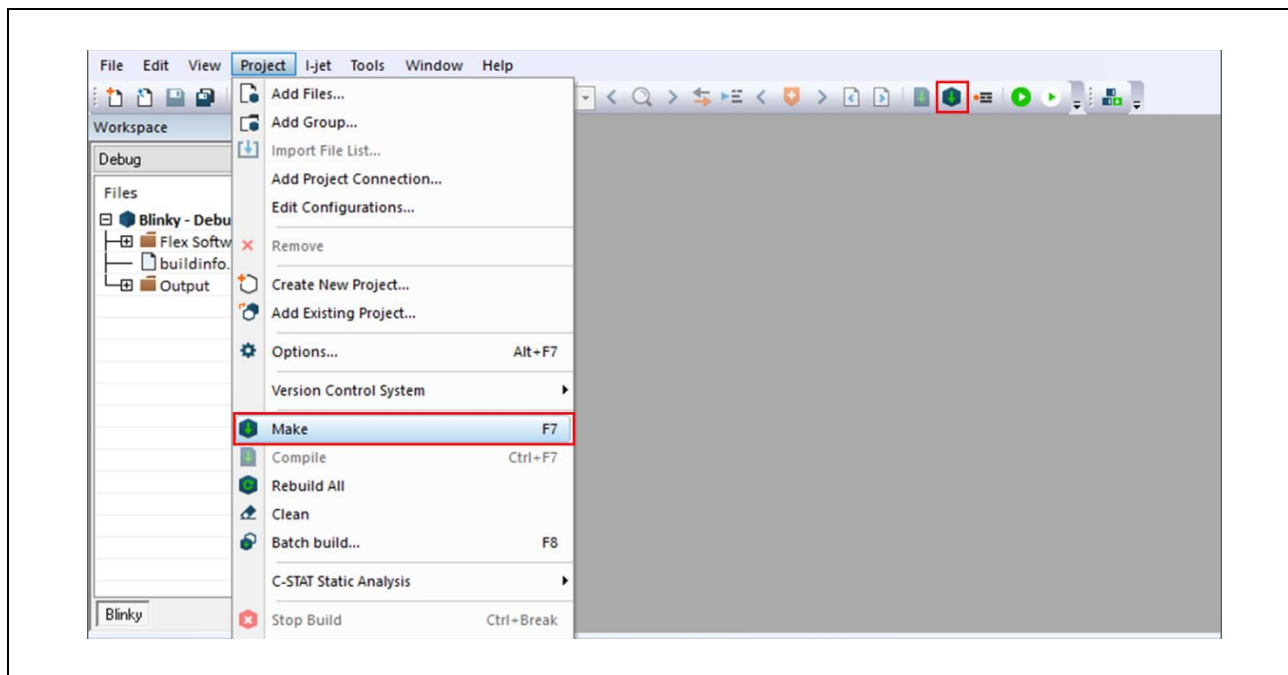 File Edit View Project I-jet Tools Window Help
Workspace
Debug
Files
Blinky - Debu
Flex Softw
buildinfo.
Output
Blinky
Add Files...
Add Group...
Import File List...
Add Project Connection...
Edit Configurations...
Remove
Create New Project...
Add Existing Project...
Options... Alt+F7
Version Control System
Make F7
Compile Ctrl+F7
Rebuild All
Clean
Batch build... F8
C-STAT Static Analysis
Stop Build Ctrl+Break